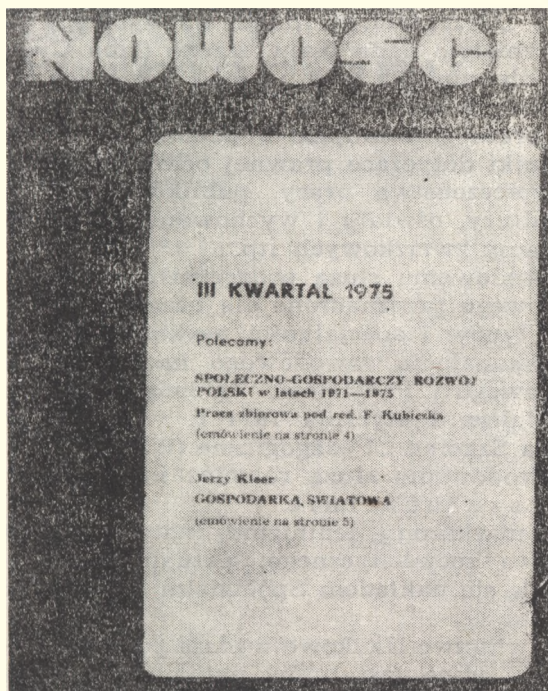 NOWOŚCI
III KWARTAŁ 1975
Polecamy:
SPOŁECZNO-GOSPODARCZY ROZWÓJ
POLSKI w latach 1971—1975
Praca zbiorowa pod red. F. Kubiczka
(omówienie na stronie 4)
Jerzy Kleer
GOSPODARKA ŚWIATOWA
(omówienie na stronie 5)